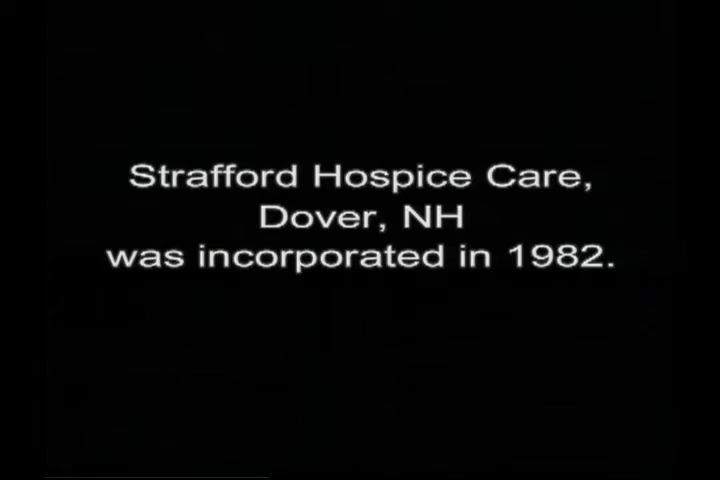 Strafford Hospice Care,
Dover, NH
was incorporated in 1982.